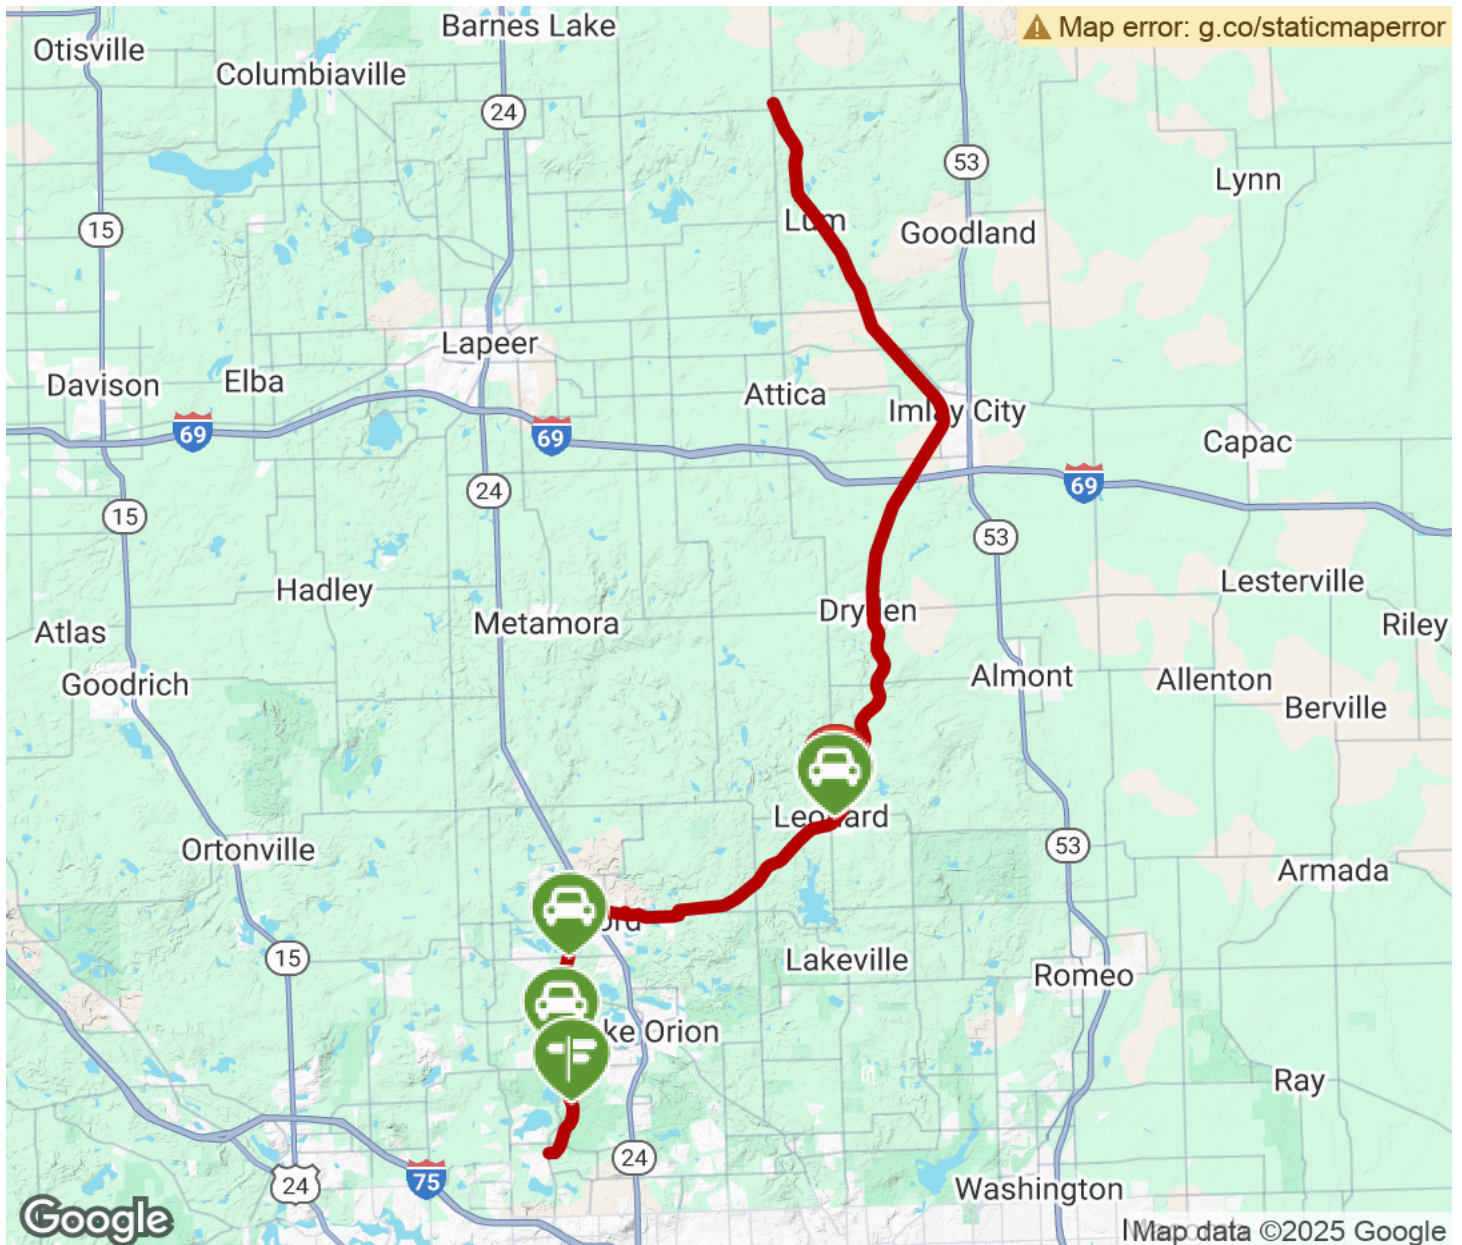 Barnes Lake
Map error: g.co/staticmaperror
Otisville
Columbiaville
24
53
Lynn
15
Lum
Goodland
Lapeer
Davison
Elba
Attica
Imlay City
69
69
Capac
69
24
15
53
Hadley
Lesterville
Dryden
Metamora
Riley
Atlas
Goodrich
Almont
Allenton
Berville
Leonard
Ortonville
53
Armada
ord
15
Lakeville
Romeo
ke Orion
Ray
24
75
24
Washington
Google
Map data ©2025 Google